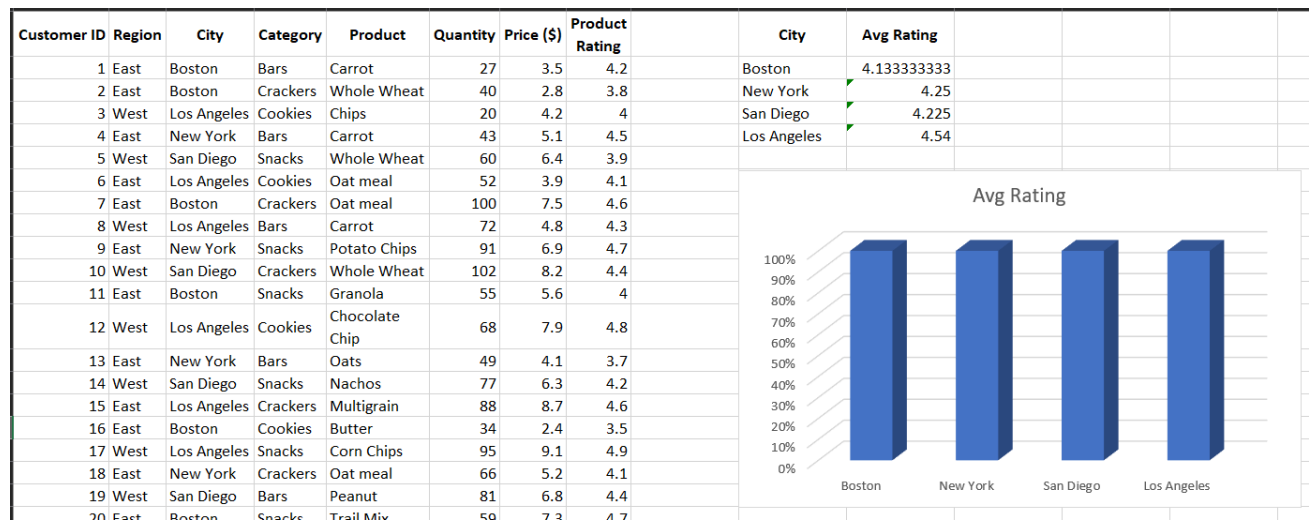 Customer ID Region City Category Product Quantity Price ($) Product Rating City Avg Rating
1 East Boston Bars Carrot 27 3.5 4.2 Boston 4.133333333
2 East Boston Crackers Whole Wheat 40 2.8 3.8 New York 4.25
3 West Los Angeles Cookies Chips 20 4.2 4 San Diego 4.225
4 East New York Bars Carrot 43 5.1 4.5 Los Angeles 4.54
5 West San Diego Snacks Whole Wheat 60 6.4 3.9
6 East Los Angeles Cookies Oat meal 52 3.9 4.1
7 East Boston Crackers Oat meal 100 7.5 4.6
8 West Los Angeles Bars Carrot 72 4.8 4.3
9 East New York Snacks Potato Chips 91 6.9 4.7
10 West San Diego Crackers Whole Wheat 102 8.2 4.4
11 East Boston Snacks Granola 55 5.6 4
12 West Los Angeles Cookies Chocolate Chip 68 7.9 4.8
13 East New York Bars Oats 49 4.1 3.7
14 West San Diego Snacks Nachos 77 6.3 4.2
15 East Los Angeles Crackers Multigrain 88 8.7 4.6
16 East Boston Cookies Butter 34 2.4 3.5
17 West Los Angeles Snacks Corn Chips 95 9.1 4.9
18 East New York Crackers Oat meal 66 5.2 4.1
19 West San Diego Bars Peanut 81 6.8 4.4
20 East Boston Snacks Trail Mix 59 7.3 4.7
Avg Rating
100%
90%
80%
70%
60%
50%
40%
30%
20%
10%
0%
Boston New York San Diego Los Angeles